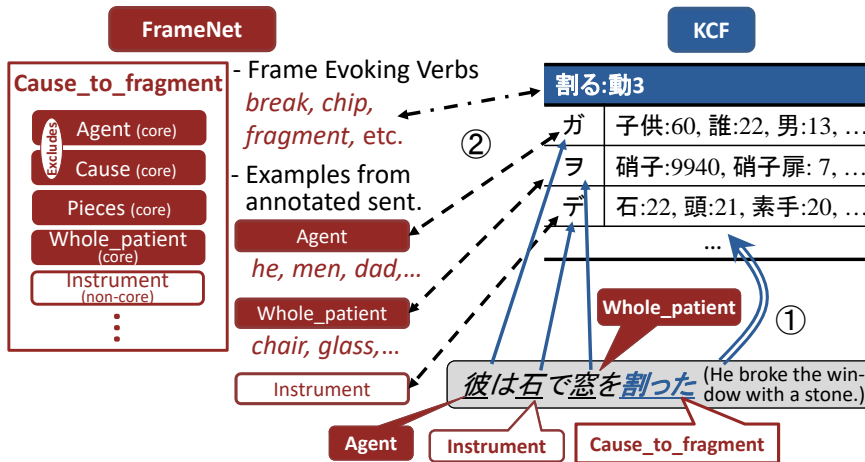 FrameNet
KCF
Cause_to_fragment
Agent (core)
Excludes
Cause (core)
Pieces (core)
Whole_patient
(core)
Instrument
(non-core)
- Frame Evoking Verbs
break, chip,
fragment, etc.
- Examples from
annotated sent.
Agent
he, men, dad,...
Whole_patient
chair, glass,...
Instrument
②
割る:動3
ガ 子供:60, 誰:22, 男:13, ...
ヲ 硝子:9940, 硝子扉: 7, ...
デ 石:22, 頭:21, 素手:20, ...
...
①
Whole_patient
彼は石で窓を割った (He broke the win-
dow with a stone.)
Agent
Instrument
Cause_to_fragment